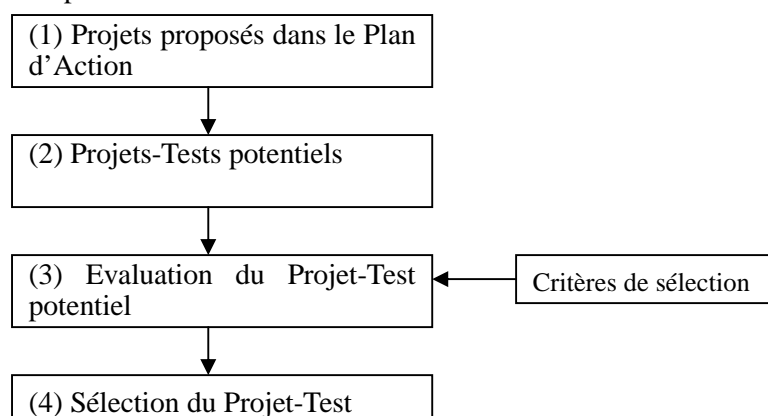 (1) Projets proposés dans le Plan
d'Action
(2) Projets-Tests potentiels
(3) Evaluation du Projet-Test
potentiel
Critères de sélection
(4) Sélection du Projet-Test